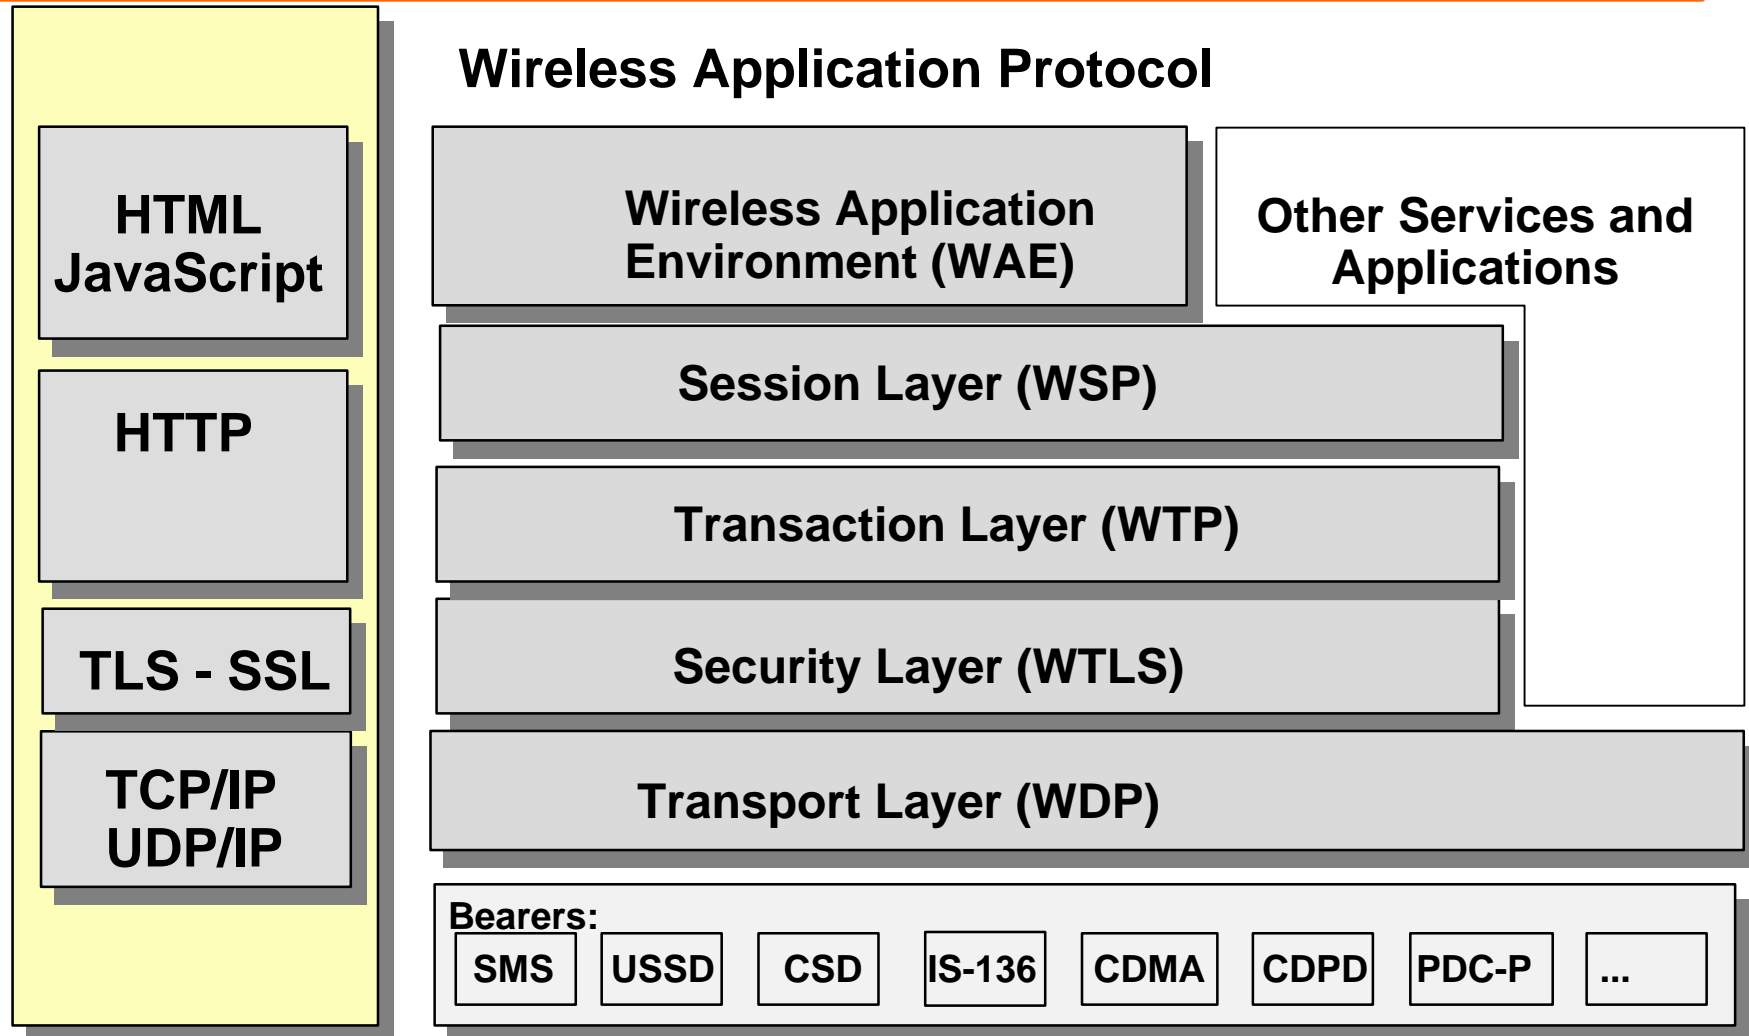 Wireless Application Protocol
HTML
JavaScript
HTTP
TLS - SSL
TCP/IP
UDP/IP
Wireless Application
Environment (WAE)
Other Services and
Applications
Session Layer (WSP)
Transaction Layer (WTP)
Security Layer (WTLS)
Transport Layer (WDP)
Bearers:
SMS USSD CSD IS-136 CDMA CDPD PDC-P ...